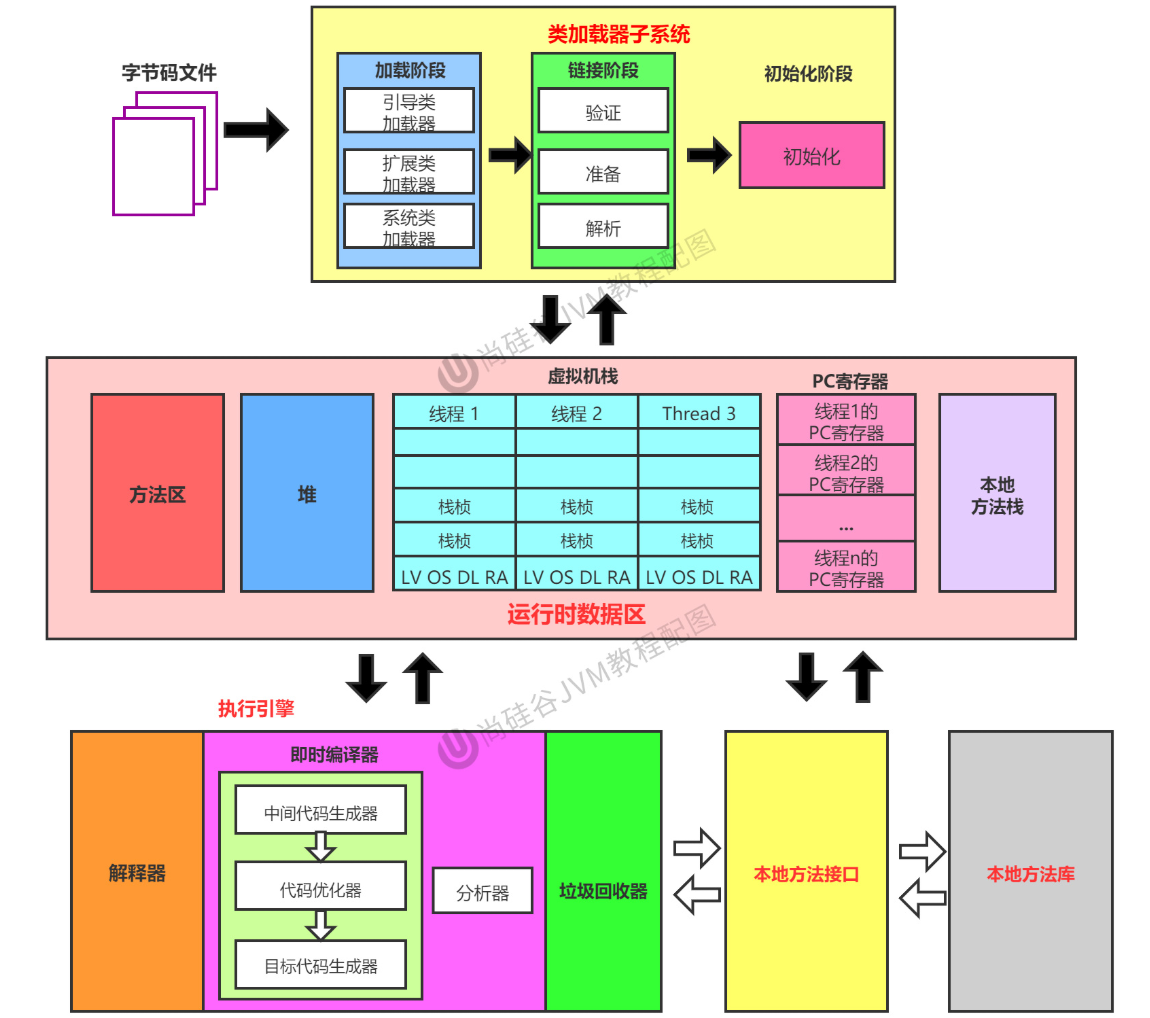 类加载器子系统
字节码文件
加载阶段
引导类
加载器
扩展类
加载器
系统类
加载器
链接阶段
验证
准备
解析
初始化阶段
初始化
尚硅谷JVM教程配图
虚拟机栈
PC寄存器
方法区
堆
线程 1
线程 2
Thread 3
栈桢
栈桢
栈桢
栈桢
栈桢
栈桢
LV OS DL RA
LV OS DL RA
LV OS DL RA
线程1的
PC寄存器
线程2的
PC寄存器
...
线程n的
PC寄存器
本地
方法栈
运行时数据区
尚硅谷JVM教程配图
执行引擎
解释器
即时编译器
中间代码生成器
代码优化器
目标代码生成器
分析器
垃圾回收器
本地方法接口
本地方法库